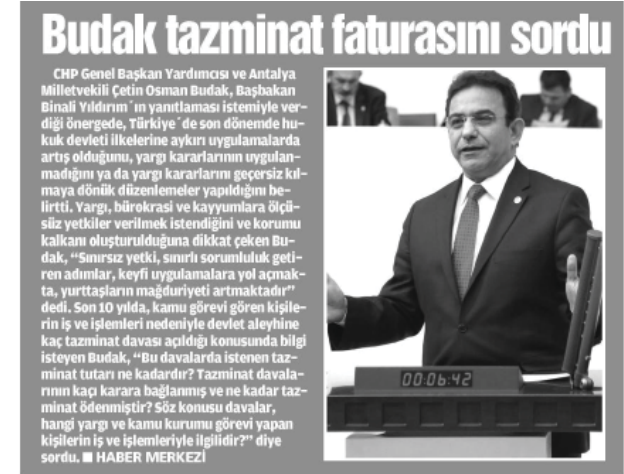 Budak tazminat faturasını sordu
CHP Genel Başkan Yardımcısı ve Antalya
Milletvekili Çetin Osman Budak, Başbakan
Binali Yıldırım´ın yanıtlaması istemiyle ver-
diği önergede, Türkiye´de son dönemde hu-
kuk devleti ilkelerine aykırı uygulamalarda
artış olduğunu, yargı kararlarının uygulan-
madığını ya da yargı kararlarını geçersiz kıl-
maya dönük düzenlemeler yapıldığını be-
lirtti. Yargı, bürokrasi ve kayyumlara ölçü-
süz yetkiler verilmek istendiğini ve korumu
kalkanı oluşturulduğuna dikkat çeken Bu-
dak, “Sınırsız yetki, sınırlı sorumluluk geti-
ren adımlar, keyfi uygulamalara yol açmak-
ta, yurttaşların mağduriyeti artmaktadır”
dedi. Son 10 yılda, kamu görevi gören kişile-
rin iş ve işlemleri nedeniyle devlet aleyhine
kaç tazminat davası açıldığı konusunda bilgi
isteyen Budak, “Bu davalarda istenen taz-
minat tutarı ne kadardır? Tazminat davala-
rının kaçı karara bağlanmış ve ne kadar taz-
minat ödenmiştir? Söz konusu davalar,
hangi yargı ve kamu kurumu görevi yapan
kişilerin iş ve işlemleriyle ilgilidir?” diye
sordu. ■ HABER MERKEZİ
00:06:42